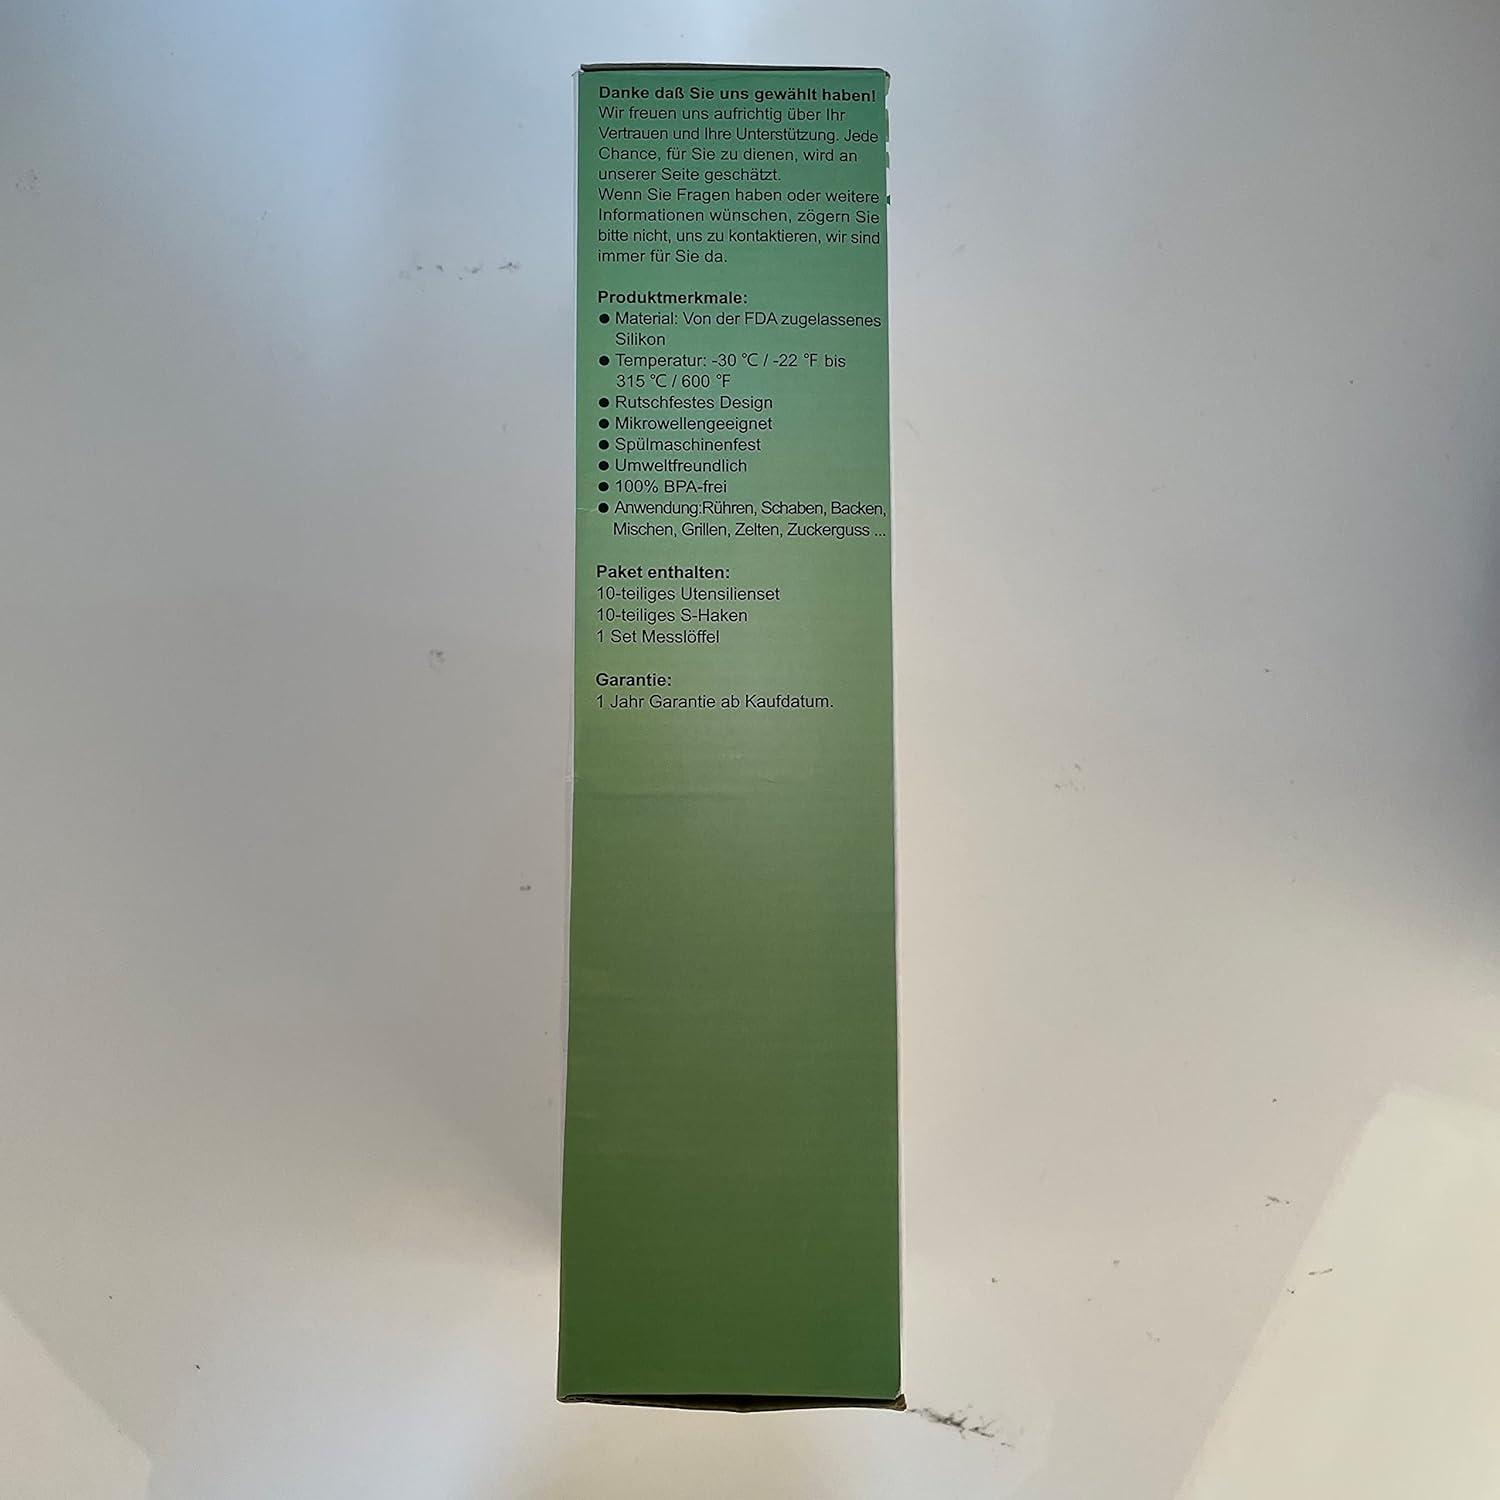 Danke daß Sie uns gewählt haben!
Wir freuen uns aufrichtig über Ihr
Vertrauen und Ihre Unterstützung. Jede
Chance, für Sie zu dienen, wird an
unserer Seite geschätzt.
Wenn Sie Fragen haben oder weitere
Informationen wünschen, zögern Sie
bitte nicht, uns zu kontaktieren, wir sind
immer für Sie da.
Produktmerkmale:
● Material: Von der FDA zugelassenes
Silikon
● Temperatur: -30 ℃ / -22 ℉ bis
315 ℃ / 600 ℉
● Rutschfestes Design
● Mikrowellengeeignet
● Spülmaschinenfest
● Umweltfreundlich
● 100% BPA-frei
● Anwendung:Rühren, Schaben, Backen,
Mischen, Grillen, Zelten, Zuckerguss ...
Paket enthalten:
10-teiliges Utensilienset
10-teiliges S-Haken
1 Set Messlöffel
Garantie:
1 Jahr Garantie ab Kaufdatum.